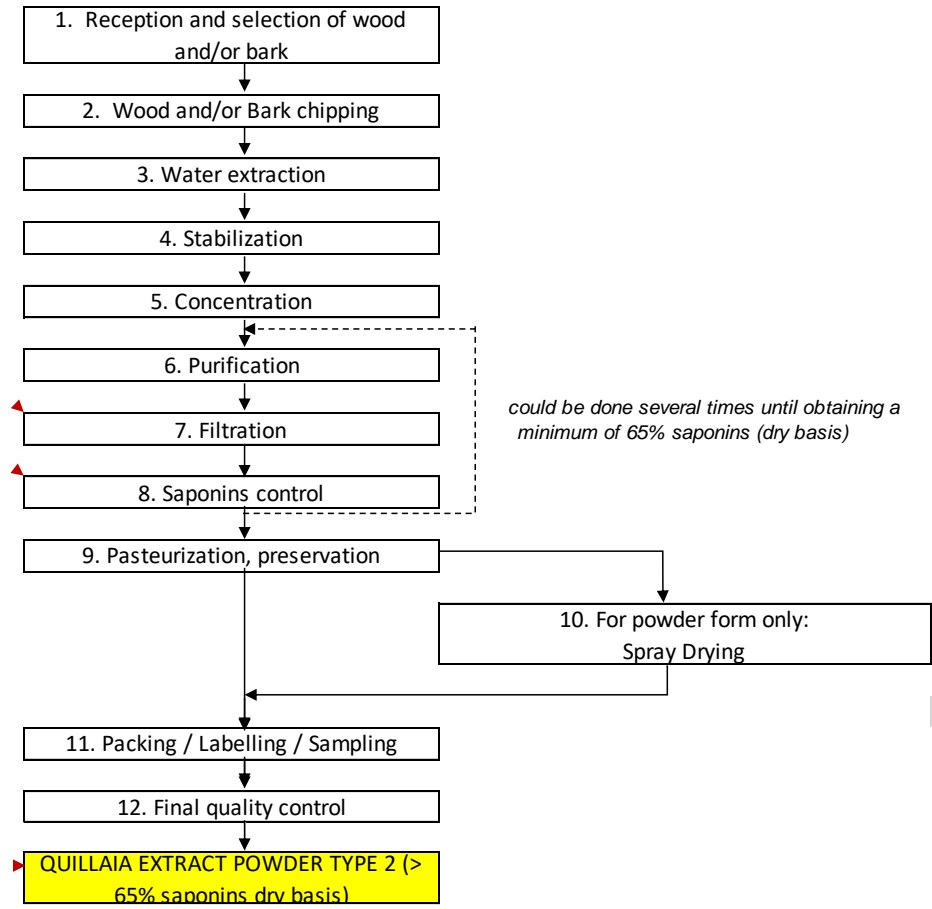 1. Reception and selection of wood
and/or bark
2. Wood and/or Bark chipping
3. Water extraction
4. Stabilization
5. Concentration
6. Purification
7. Filtration
could be done several times until obtaining a
minimum of 65% saponins (dry basis)
8. Saponins control
9. Pasteurization, preservation
10. For powder form only:
Spray Drying
11. Packing / Labelling / Sampling
12. Final quality control
QUILLAIA EXTRACT POWDER TYPE 2 (>
65% saponins dry basis)